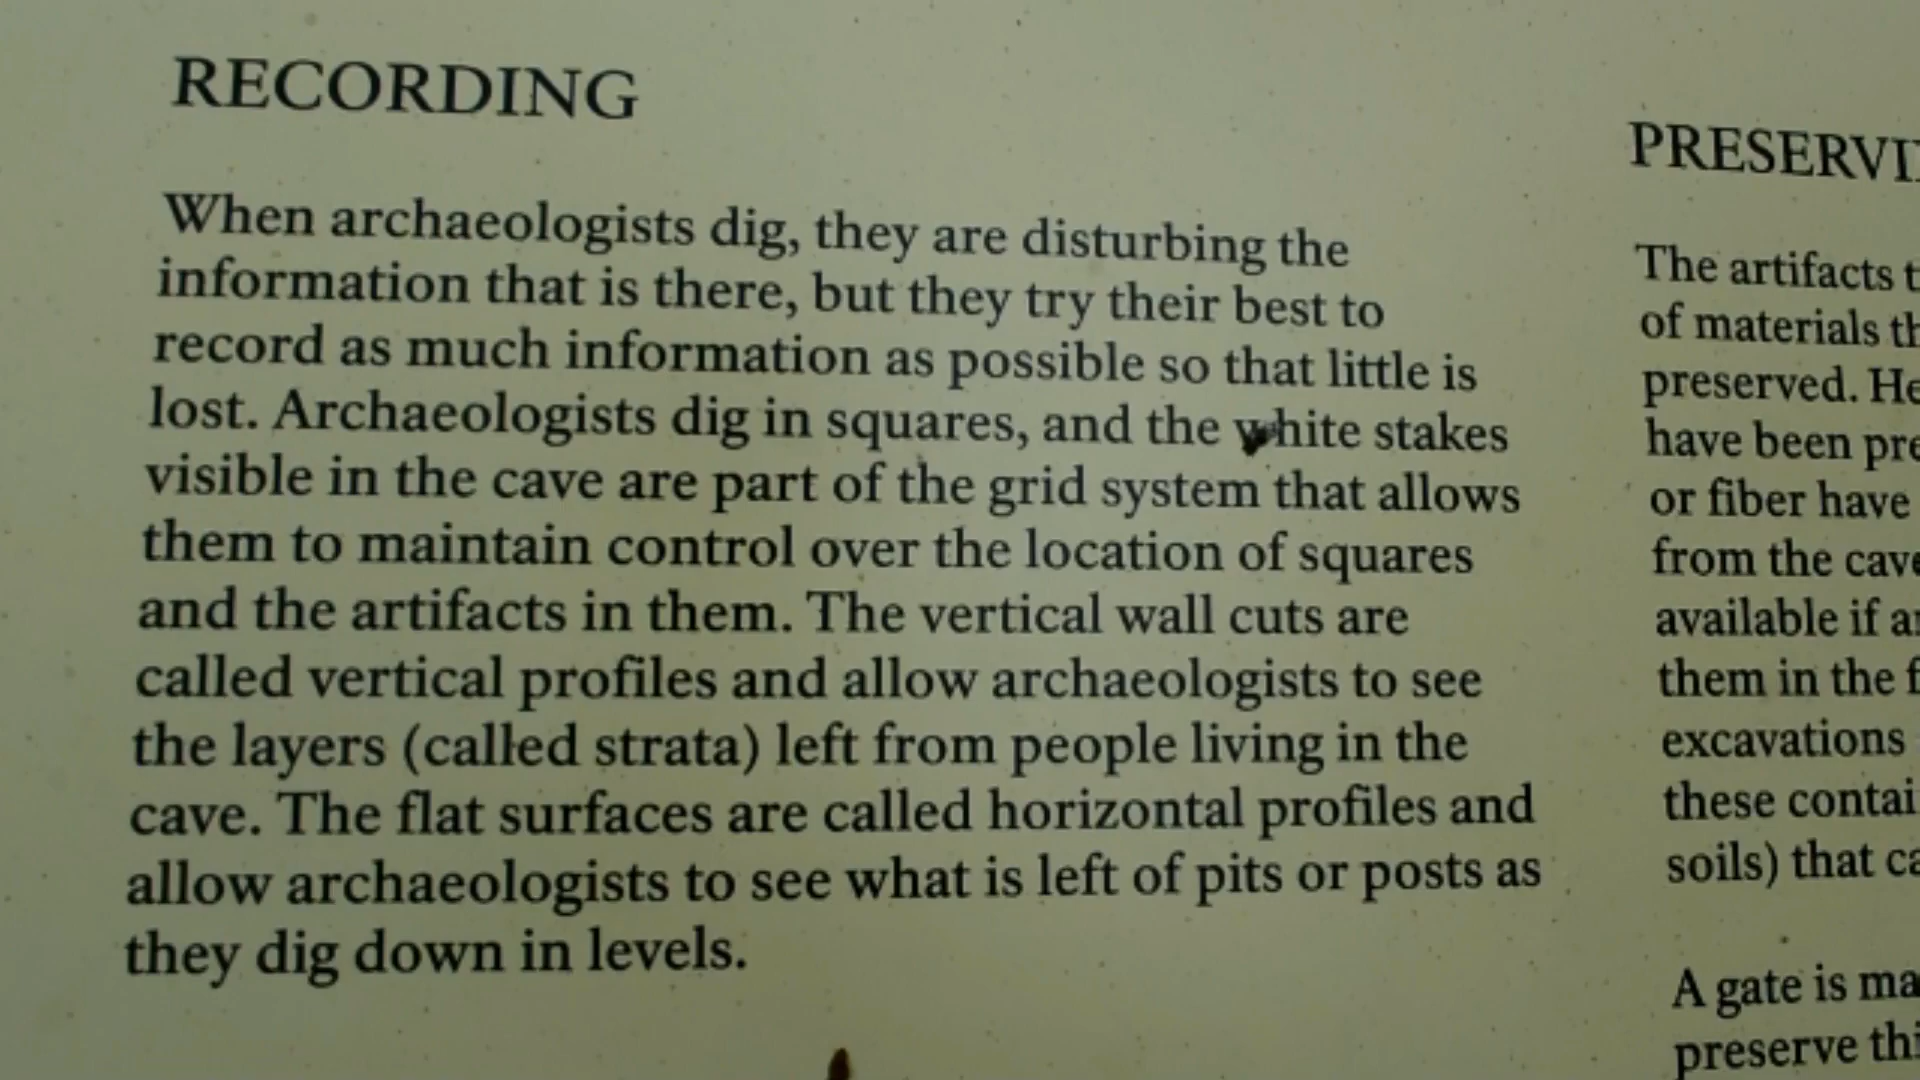 RECORDING
When archaeologists dig, they are disturbing the
information that is there, but they try their best to
record as much information as possible so that little is
lost. Archaeologists dig in squares, and the white stakes
visible in the cave are part of the grid system that allows
them to maintain control over the location of squares
and the artifacts in them. The vertical wall cuts are
called vertical profiles and allow archaeologists to see
the layers (called strata) left from people living in the
cave. The flat surfaces are called horizontal profiles and
allow archaeologists to see what is left of pits or posts as
they dig down in levels.
The artifacts
of materials
preserved.
have been
or fiber have
from the
available if
them in the
excavations
these
soils) that
A gate is
preserve